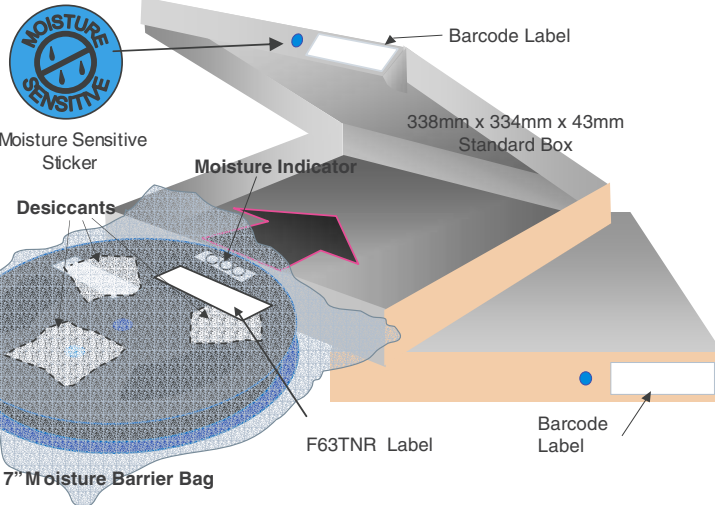 MOISTURE
SENSITIVE
Barcode Label
338mm x 334mm x 43mm
Standard Box
Moisture Sensitive
Sticker
Moisture Indicator
Desiccants
F63TNR Label
Barcode
Label
7” Moisture Barrier Bag